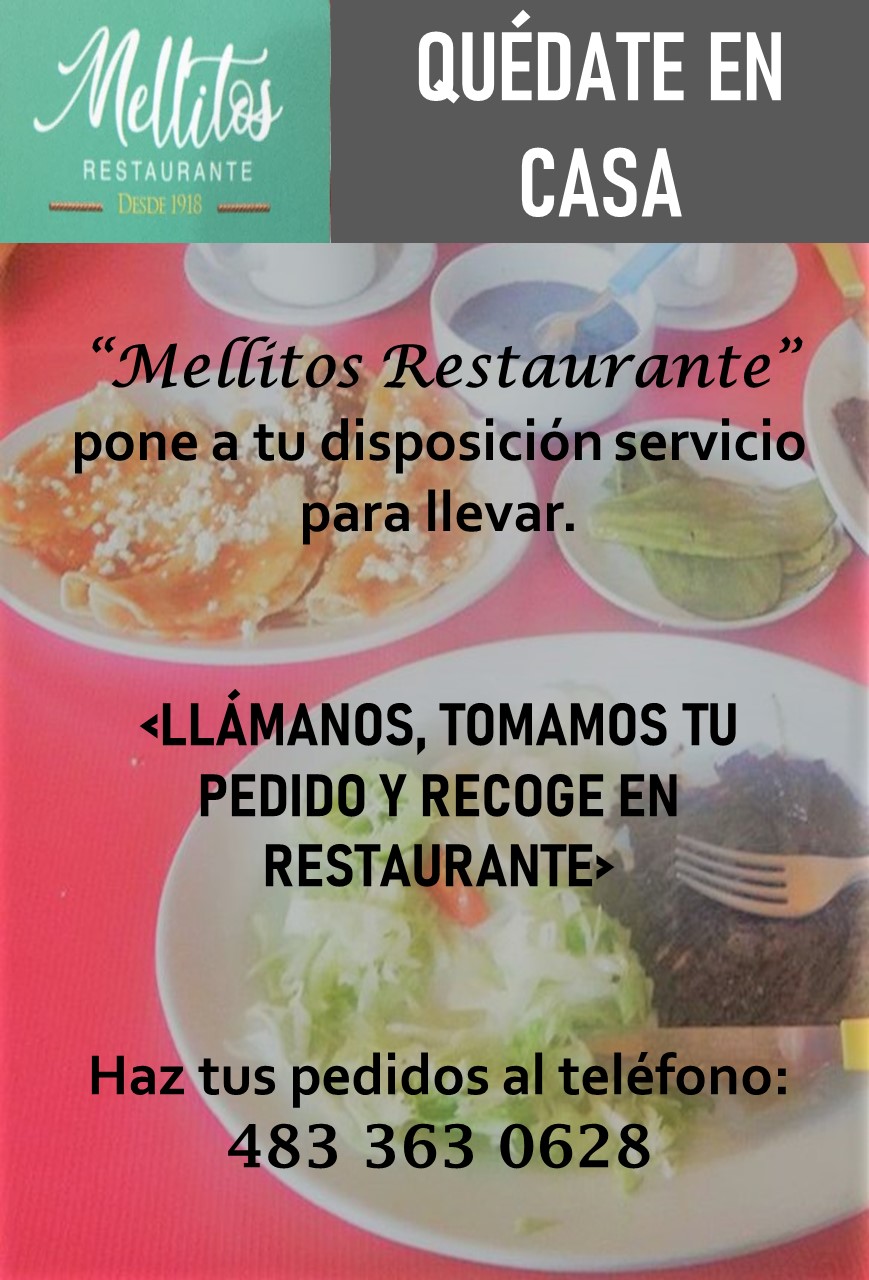 Mellitos
RESTAURANTE
DESDE 1918
QUÉDATE EN
CASA
“Mellitos Restaurante”
pone a tu disposición servicio
para llevar.
<LLÁMANOS, TOMAMOS TU
PEDIDO Y RECOGE EN
RESTAURANTE>
Haz tus pedidos al teléfono:
483 363 0628